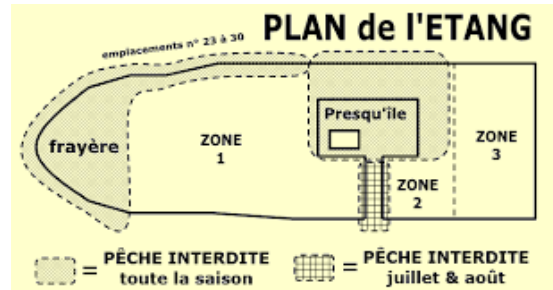 PLAN de l'ETANG
emplacements n° 23 à 30
Presqu'île
frayère
ZONE
1
ZONE
2
ZONE
3
= PÊCHE INTERDITE
toute la saison
= PÊCHE INTERDITE
juillet & août